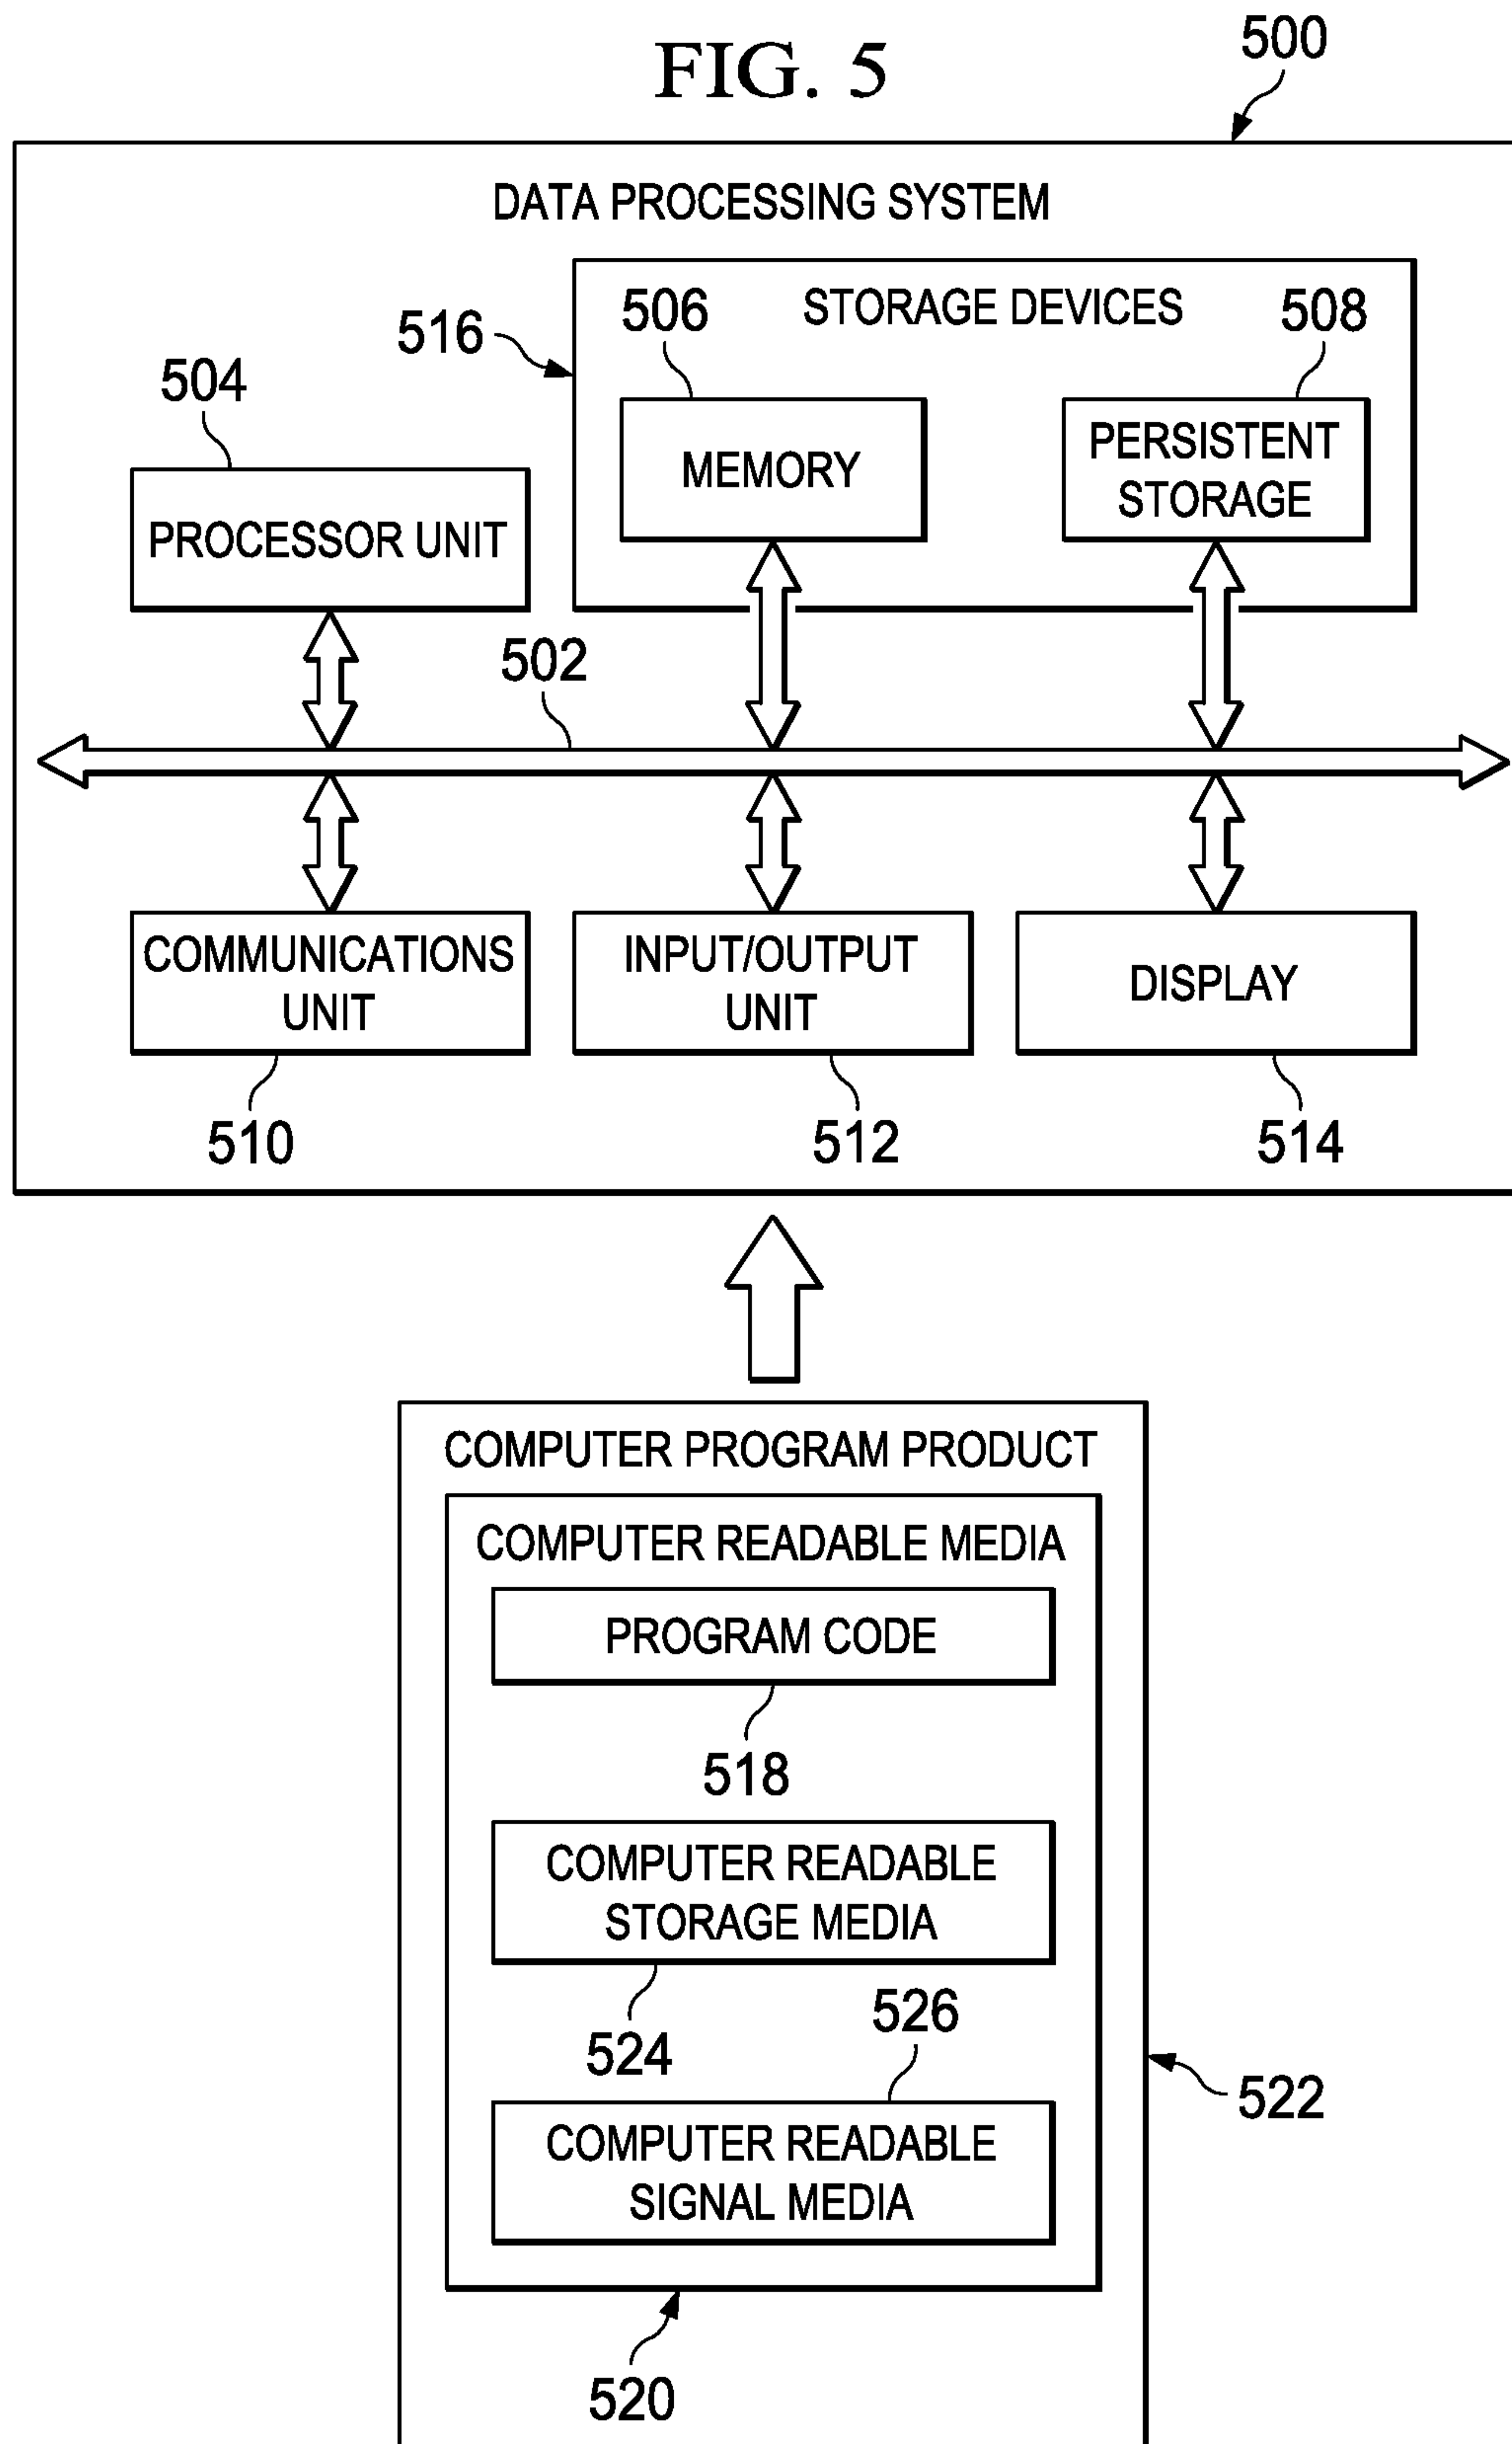 FIG. 5
500
DATA PROCESSING SYSTEM
516
STORAGE DEVICES
506
508
504
MEMORY
PERSISTENT
STORAGE
PROCESSOR UNIT
502
COMMUNICATIONS
UNIT
INPUT/OUTPUT
UNIT
DISPLAY
510
512
514
COMPUTER PROGRAM PRODUCT
COMPUTER READABLE MEDIA
PROGRAM CODE
518
COMPUTER READABLE
STORAGE MEDIA
524
526
COMPUTER READABLE
SIGNAL MEDIA
522
520